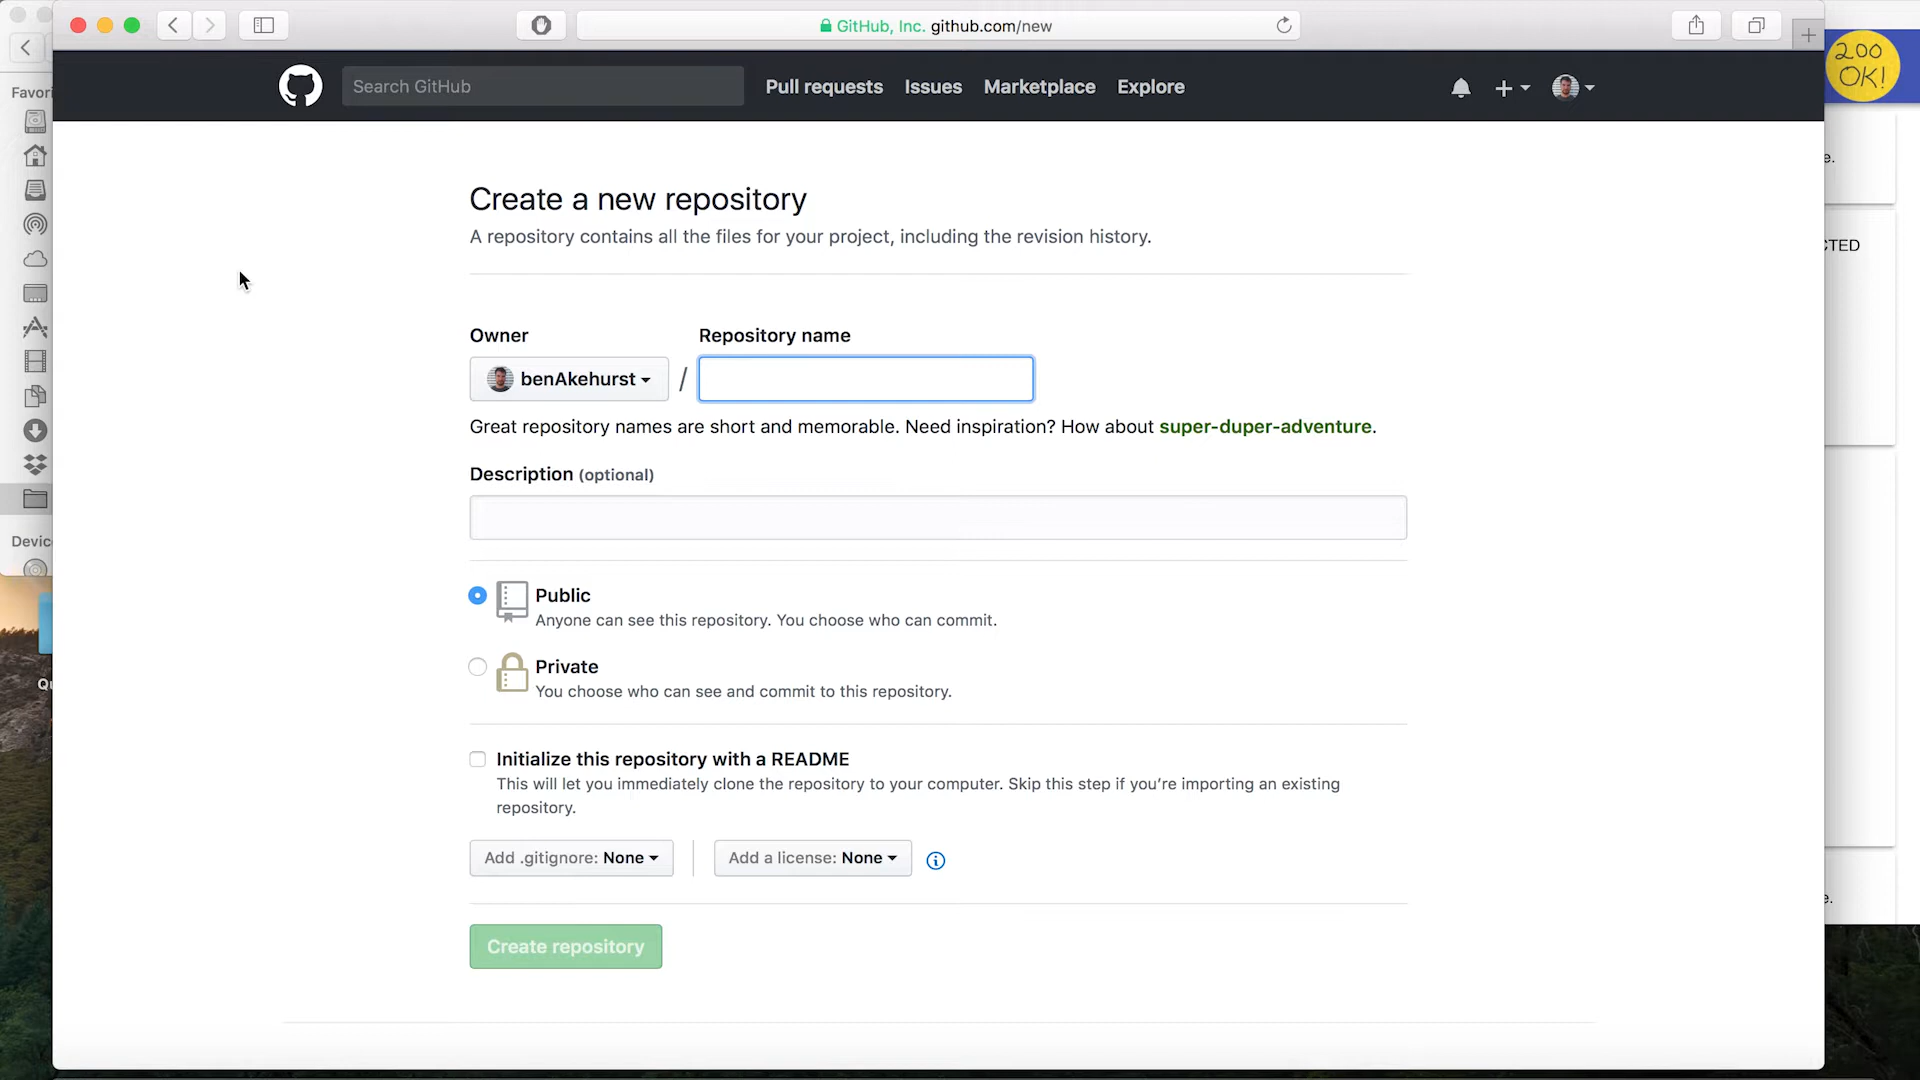 GitHub, Inc. github.com/new
200
OK!
Favori
Search GitHub
Pull requests Issues Marketplace Explore
e.
Create a new repository
A repository contains all the files for your project, including the revision history.
CTED
Owner Repository name
benAkehurst / 
Great repository names are short and memorable. Need inspiration? How about super-duper-adventure.
Description (optional)
Devic
Public
Anyone can see this repository. You choose who can commit.
Private
You choose who can see and commit to this repository.
Qu
Initialize this repository with a README
This will let you immediately clone the repository to your computer. Skip this step if you’re importing an existing
repository.
Add .gitignore: None Add a license: None
e.
Create repository